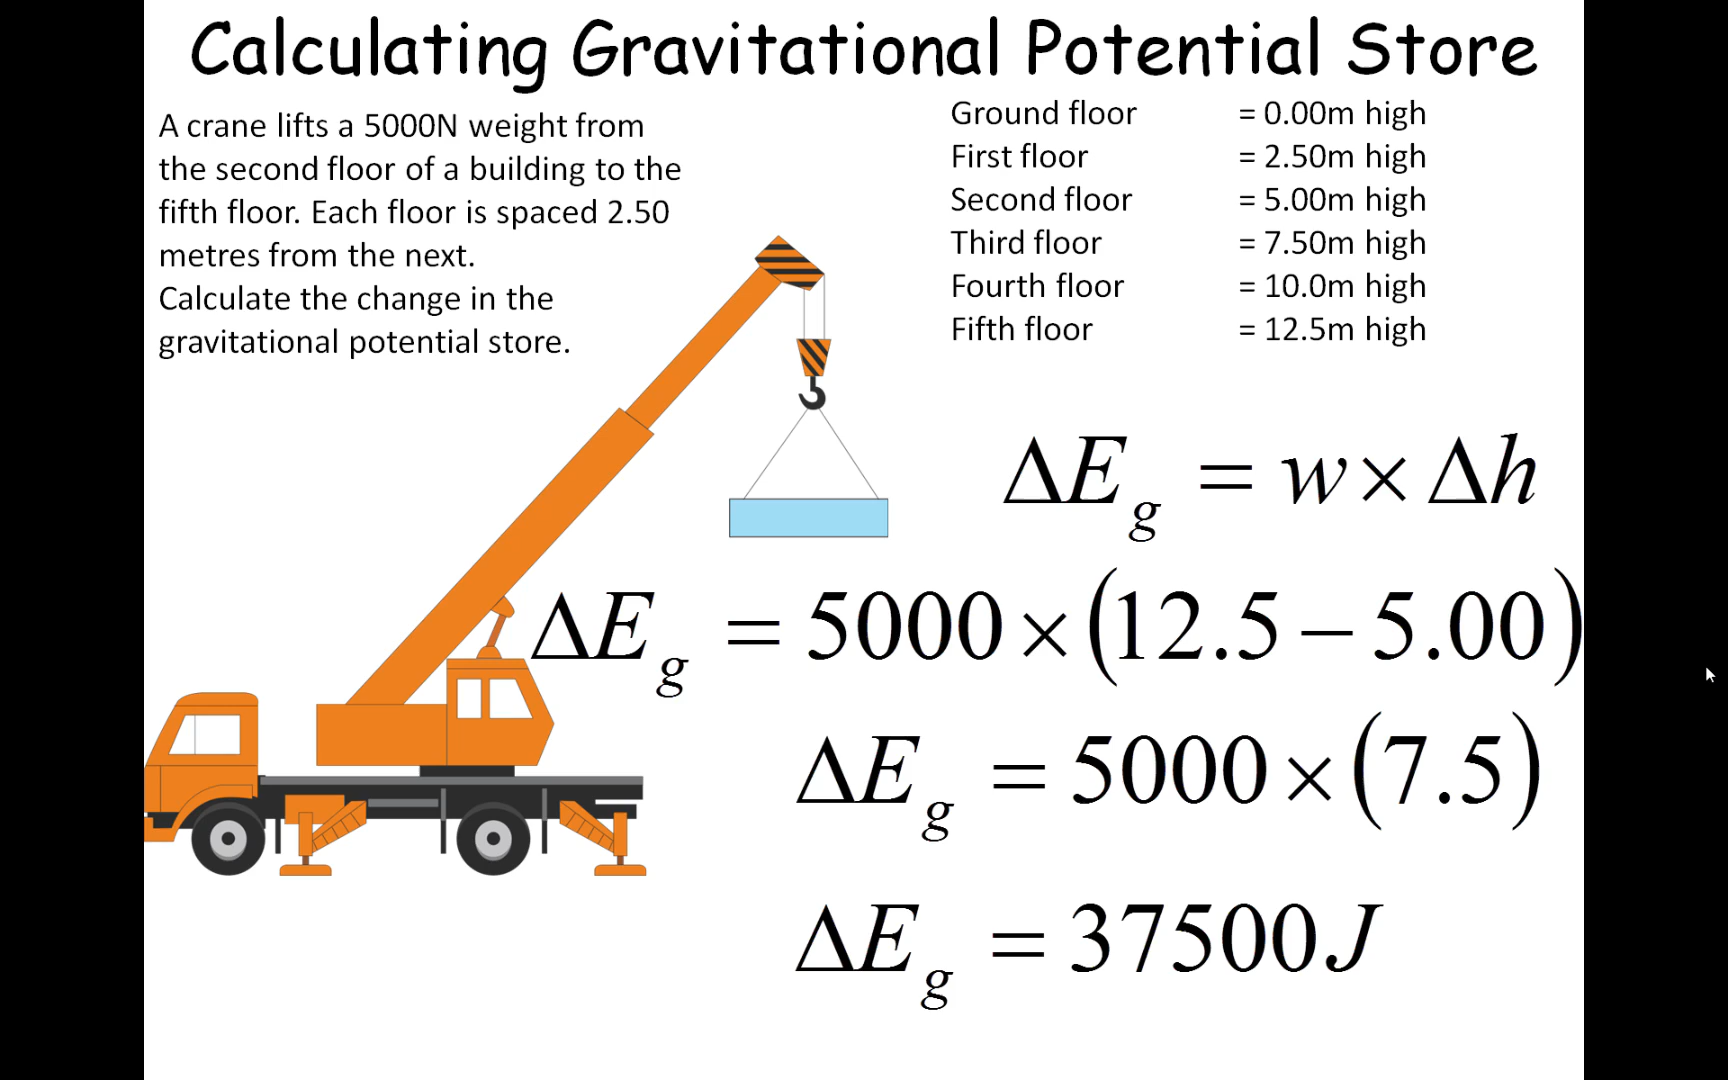 Calculating Gravitational Potential Store
A crane lifts a 5000N weight from
the second floor of a building to the
fifth floor. Each floor is spaced 2.50
metres from the next.
Calculate the change in the
gravitational potential store.
Ground floor = 0.00m high
First floor = 2.50m high
Second floor = 5.00m high
Third floor = 7.50m high
Fourth floor = 10.0m high
Fifth floor = 12.5m high
ΔE_g = w × Δh
ΔE_g = 5000 × (12.5 − 5.00)
ΔE_g = 5000 × (7.5)
ΔE_g = 37500J